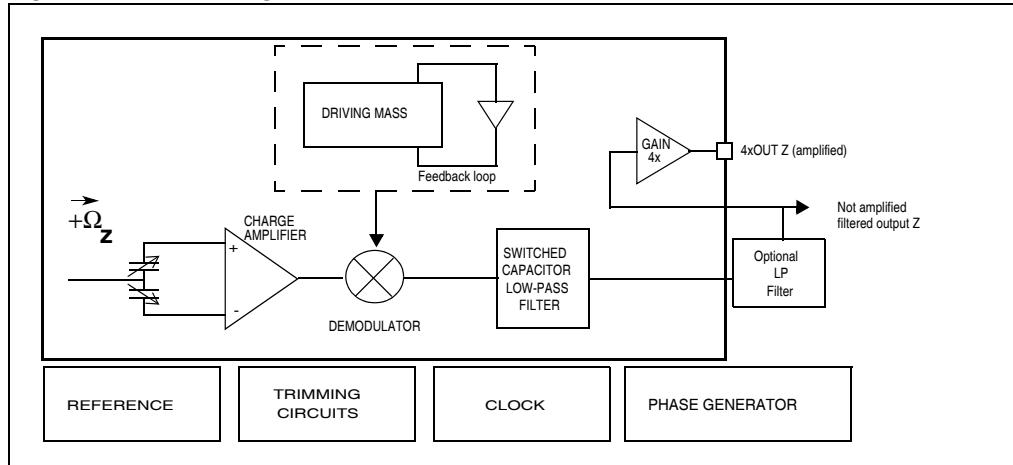 DRIVING MASS
Feedback loop
GAIN
4x
4xOUT Z (amplified)
Not amplified
filtered output Z
+Ω
z
CHARGE
AMPLIFIER
+
-
DEMODULATOR
SWITCHED
CAPACITOR
LOW-PASS
FILTER
Optional
LP
Filter
REFERENCE
TRIMMING
CIRCUITS
CLOCK
PHASE GENERATOR